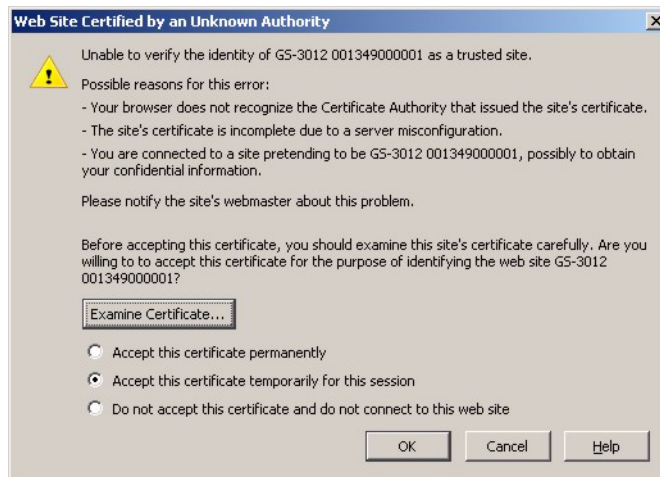 Web Site Certified by an Unknown Authority
Unable to verify the identity of GS-3012 001349000001 as a trusted site.
Possible reasons for this error:
- Your browser does not recognize the Certificate Authority that issued the site's certificate.
- The site's certificate is incomplete due to a server misconfiguration.
- You are connected to a site pretending to be GS-3012 001349000001, possibly to obtain
your confidential information.
Please notify the site's webmaster about this problem.
Before accepting this certificate, you should examine this site's certificate carefully. Are you
willing to to accept this certificate for the purpose of identifying the web site GS-3012
001349000001?
Examine Certificate...
Accept this certificate permanently
Accept this certificate temporarily for this session
Do not accept this certificate and do not connect to this web site
OK Cancel Help